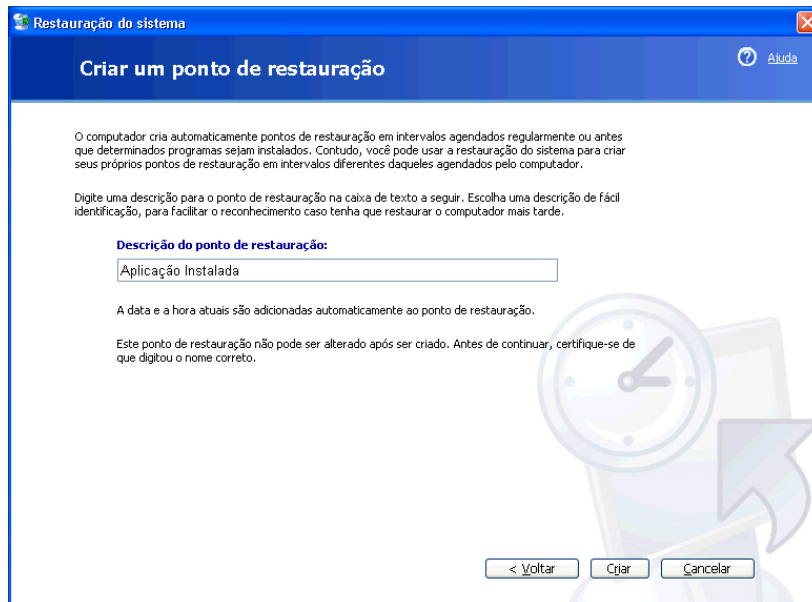 Restauração do sistema
Criar um ponto de restauração
Ajuda
O computador cria automaticamente pontos de restauração em intervalos agendados regularmente ou antes
que determinados programas sejam instalados. Contudo, você pode usar a restauração do sistema para criar
seus próprios pontos de restauração em intervalos diferentes daqueles agendados pelo computador.
Digite uma descrição para o ponto de restauração na caixa de texto a seguir. Escolha uma descrição de fácil
identificação, para facilitar o reconhecimento caso tenha que restaurar o computador mais tarde.
Descrição do ponto de restauração:
Aplicação Instalada
A data e a hora atuais são adicionadas automaticamente ao ponto de restauração.
Este ponto de restauração não pode ser alterado após ser criado. Antes de continuar, certifique-se de
que digitou o nome correto.
< Voltar Criar Cancelar